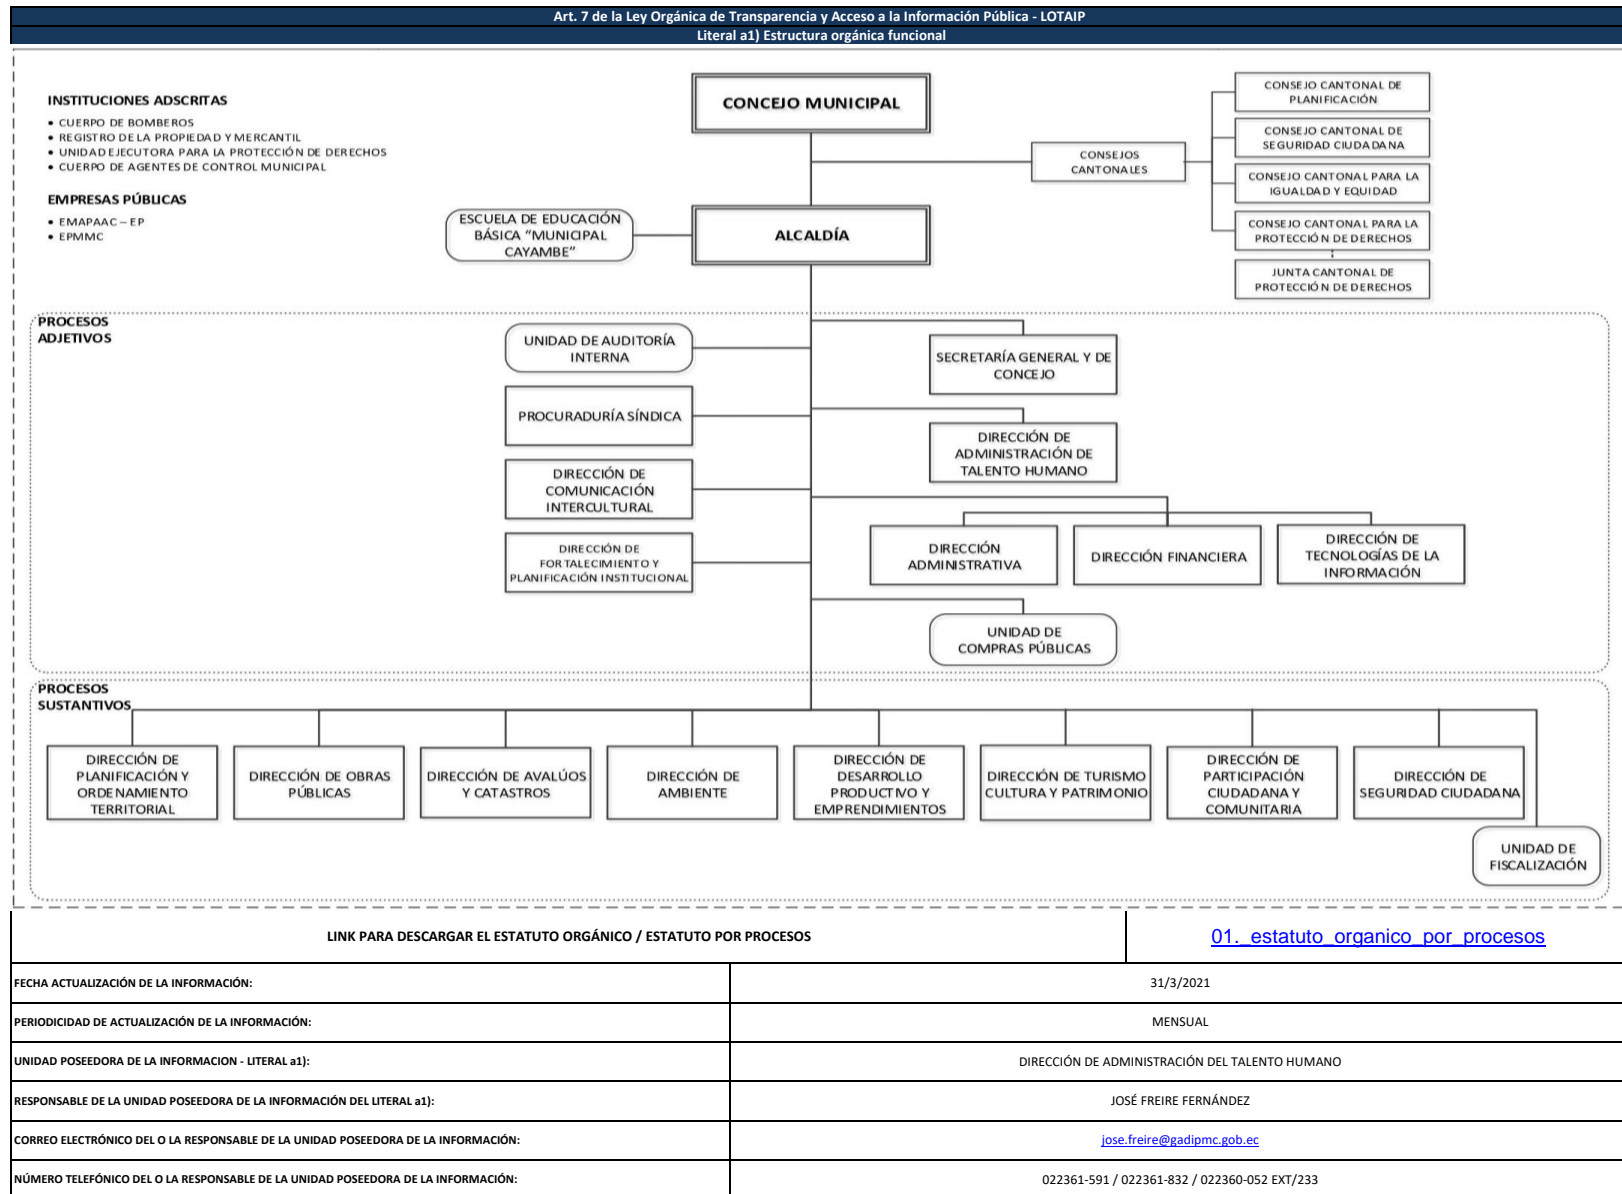 Art. 7 de la Ley Orgánica de Transparencia y Acceso a la Información Pública - LOTAIP
Literal a1) Estructura orgánica funcional
INSTITUCIONES ADSCRITAS
• CUERPO DE BOMBEROS
• REGISTRO DE LA PROPIEDAD Y MERCANTIL
• UNIDAD EJECUTORA PARA LA PROTECCIÓN DE DERECHOS
• CUERPO DE AGENTES DE CONTROL MUNICIPAL
EMPRESAS PÚBLICAS
• EMAPAAC – EP
• EPMMC
CONCEJO MUNICIPAL
CONSEJOS
CANTONALES
CONSEJO CANTONAL DE
PLANIFICACIÓN
CONSEJO CANTONAL DE
SEGURIDAD CIUDADANA
CONSEJO CANTONAL PARA LA
IGUALDAD Y EQUIDAD
CONSEJO CANTONAL PARA LA
PROTECCIÓN DE DERECHOS
JUNTA CANTONAL DE
PROTECCIÓN DE DERECHOS
ESCUELA DE EDUCACIÓN
BÁSICA “MUNICIPAL
CAYAMBE”
ALCALDÍA
PROCESOS
ADJETIVOS
UNIDAD DE AUDITORÍA
INTERNA
SECRETARÍA GENERAL Y DE
CONCEJO
PROCURADURÍA SÍNDICA
DIRECCIÓN DE
ADMINISTRACIÓN DE
TALENTO HUMANO
DIRECCIÓN DE
COMUNICACIÓN
INTERCULTURAL
DIRECCIÓN DE
FORTALECIMIENTO Y
PLANIFICACIÓN INSTITUCIONAL
DIRECCIÓN
ADMINISTRATIVA
DIRECCIÓN FINANCIERA
DIRECCIÓN DE
TECNOLOGÍAS DE LA
INFORMACIÓN
UNIDAD DE
COMPRAS PÚBLICAS
PROCESOS
SUSTANTIVOS
DIRECCIÓN DE
PLANIFICACIÓN Y
ORDENAMIENTO
TERRITORIAL
DIRECCIÓN DE OBRAS
PÚBLICAS
DIRECCIÓN DE AVALÚOS
Y CATASTROS
DIRECCIÓN DE
AMBIENTE
DIRECCIÓN DE
DESARROLLO
PRODUCTIVO Y
EMPRENDIMIENTOS
DIRECCIÓN DE TURISMO
CULTURA Y PATRIMONIO
DIRECCIÓN DE
PARTICIPACIÓN
CIUDADANA Y
COMUNITARIA
DIRECCIÓN DE
SEGURIDAD CIUDADANA
UNIDAD DE
FISCALIZACIÓN
LINK PARA DESCARGAR EL ESTATUTO ORGÁNICO / ESTATUTO POR PROCESOS
01._estatuto_organico_por_procesos
FECHA ACTUALIZACIÓN DE LA INFORMACIÓN:
31/3/2021
PERIODICIDAD DE ACTUALIZACIÓN DE LA INFORMACIÓN:
MENSUAL
UNIDAD POSEEDORA DE LA INFORMACION - LITERAL a1):
DIRECCIÓN DE ADMINISTRACIÓN DEL TALENTO HUMANO
RESPONSABLE DE LA UNIDAD POSEEDORA DE LA INFORMACIÓN DEL LITERAL a1):
JOSÉ FREIRE FERNÁNDEZ
CORREO ELECTRÓNICO DEL O LA RESPONSABLE DE LA UNIDAD POSEEDORA DE LA INFORMACIÓN:
jose.freire@gadipmc.gob.ec
NÚMERO TELEFÓNICO DEL O LA RESPONSABLE DE LA UNIDAD POSEEDORA DE LA INFORMACIÓN:
022361-591 / 022361-832 / 022360-052 EXT/233